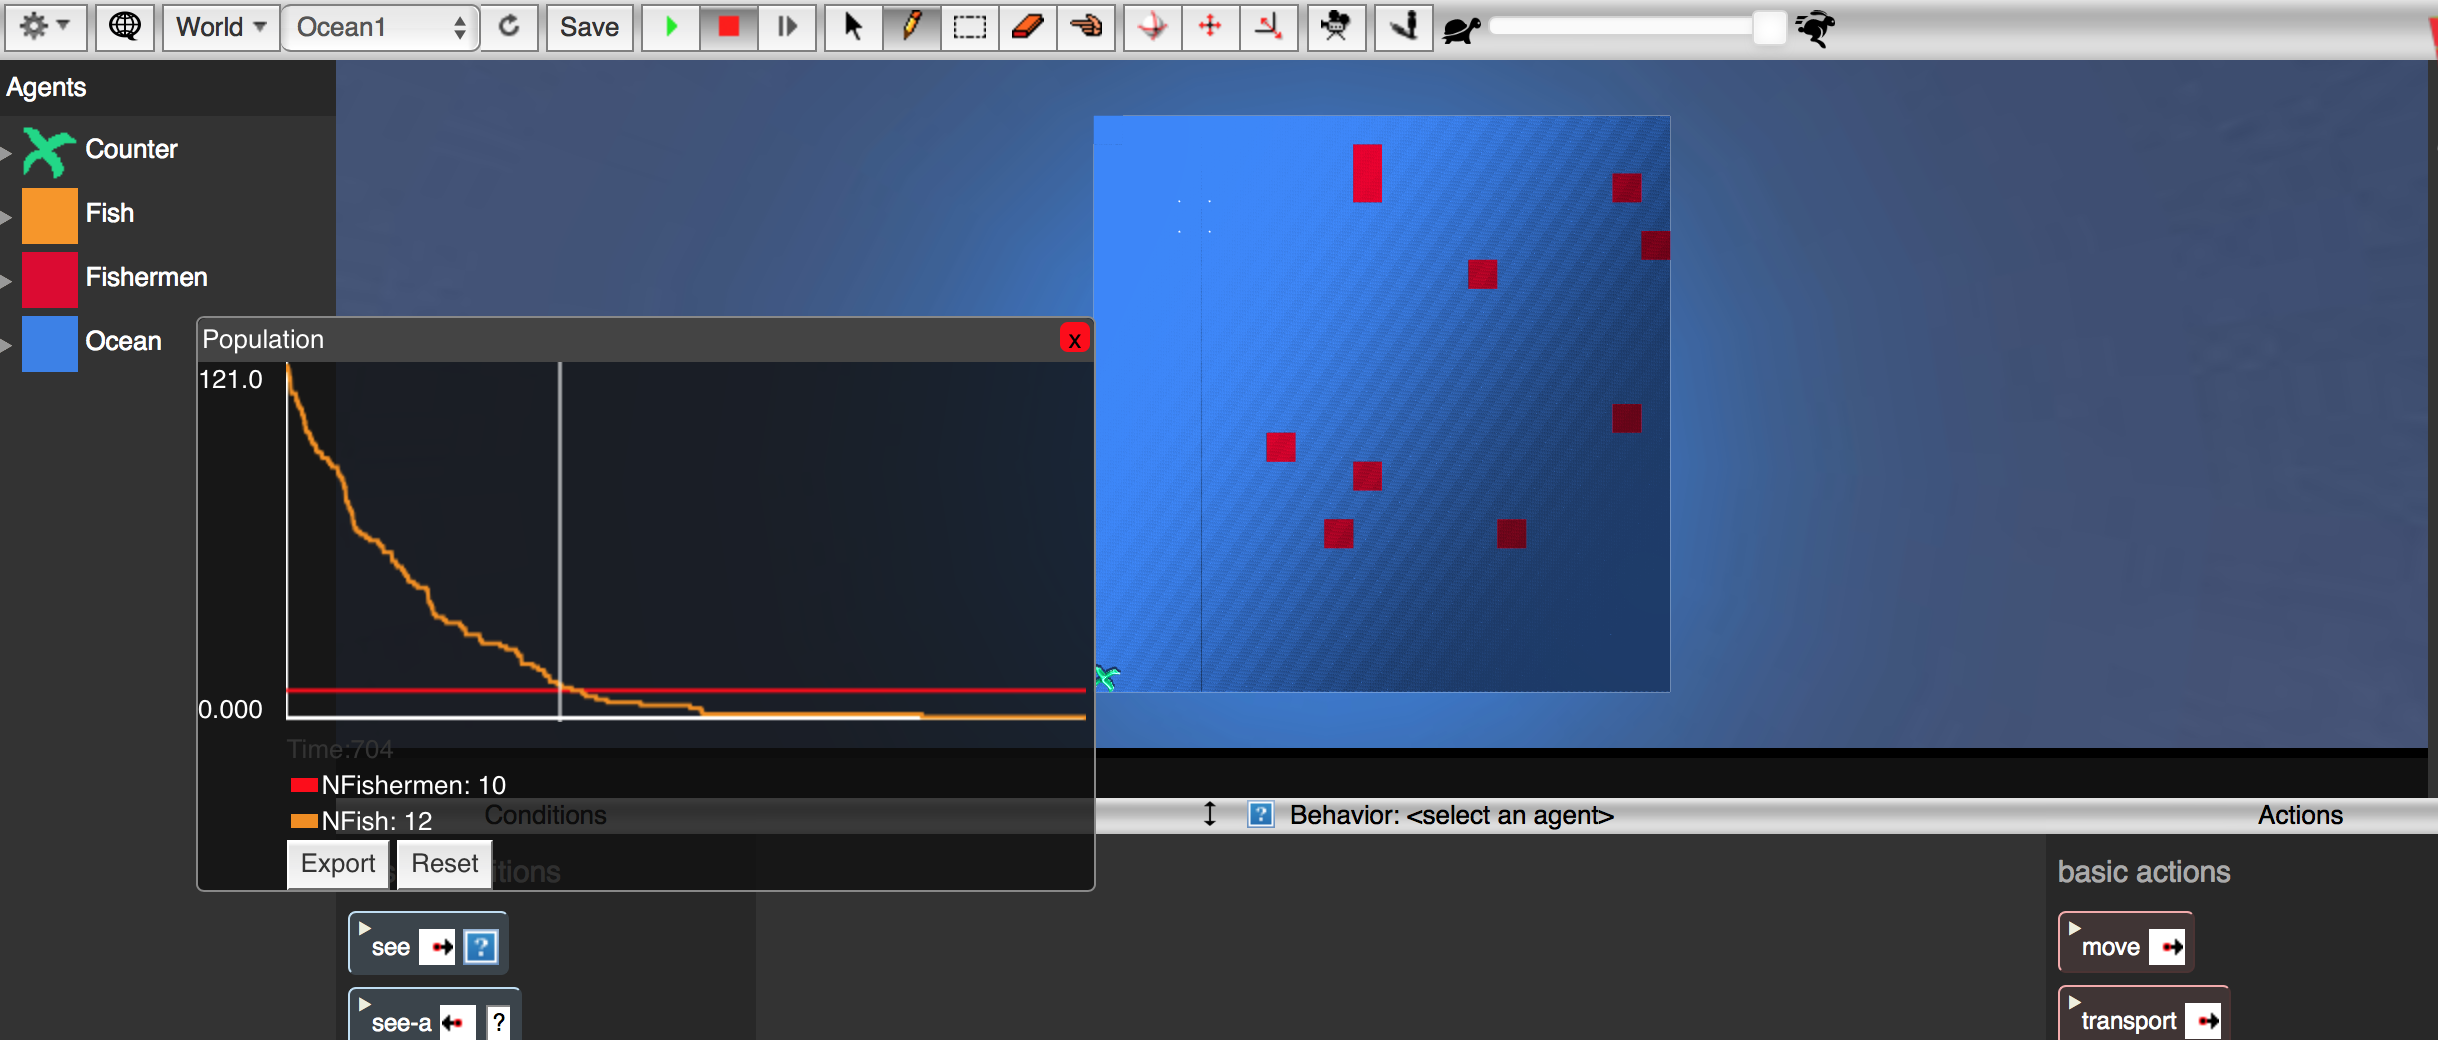 World
Ocean1
Save
Agents
Counter
Fish
Fishermen
Ocean
Population
x
121.0
0.000
Time:704
NFishermen: 10
NFish: 12
Export
Reset
Conditions
? Behavior: <select an agent>
Actions
basic actions
see ?
see-a ?
move
transport